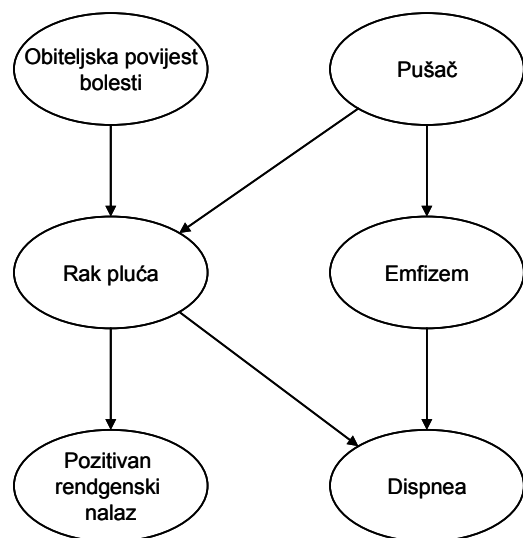 Obiteljska povijest
bolesti
Pušač
Rak pluća
Emfizem
Pozitivan
rendgenski
nalaz
Dispnea